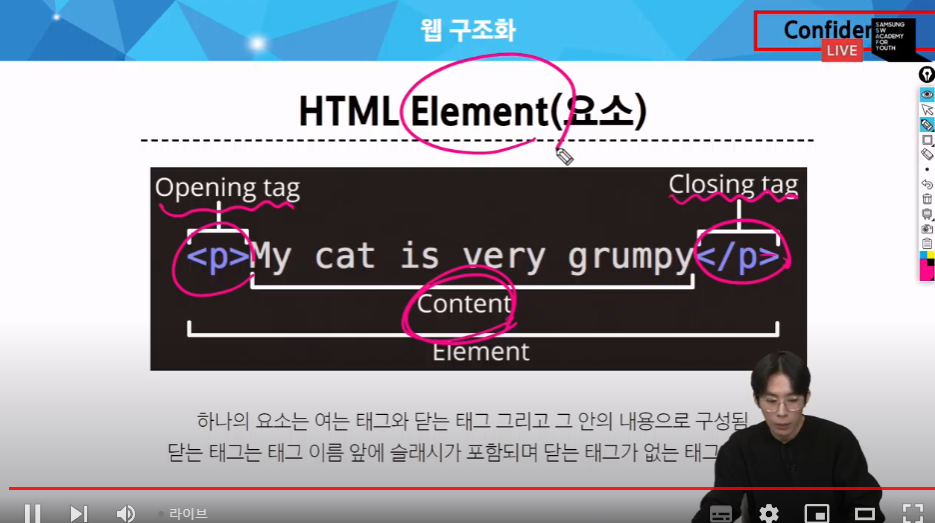 웹 구조화
Confiden
SAMSUNG
SW
ACADEMY
FOR
YOUTH
LIVE
HTML Element(요소)
Opening tag
Closing tag
<p>My cat is very grumpy</p>
Content
Element
하나의 요소는 여는 태그와 닫는 태그 그리고 그 안의 내용으로 구성됨
닫는 태그는 태그 이름 앞에 슬래시가 포함되며 닫는 태그가 없는 태그
라이브